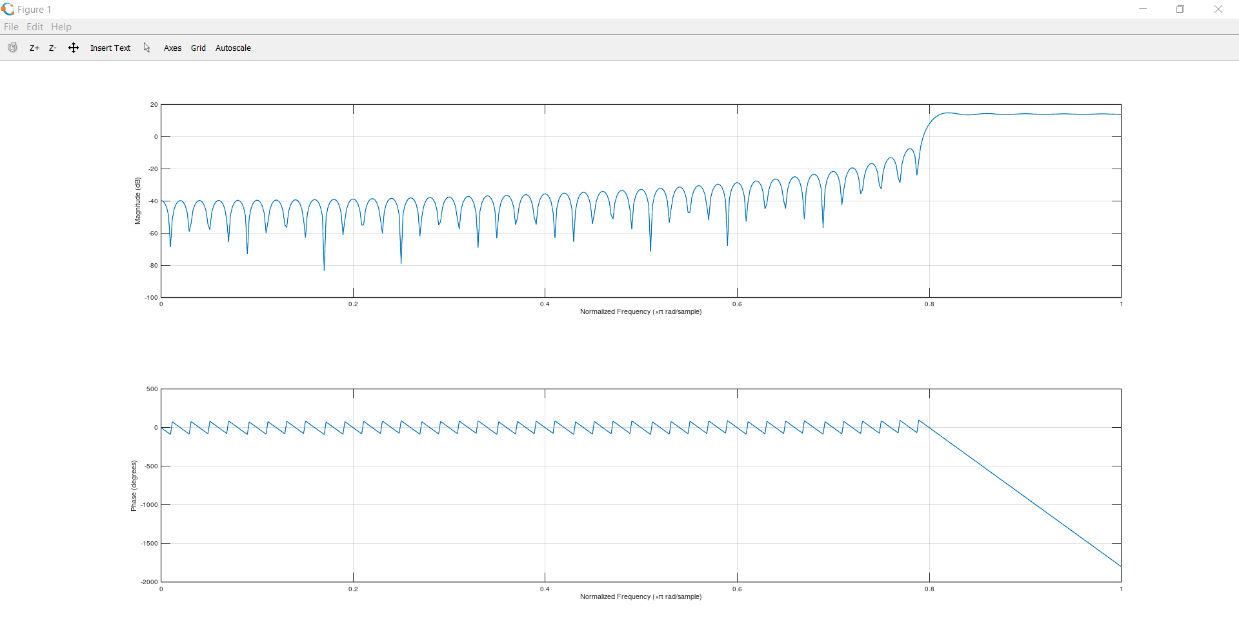 Figure 1
File Edit Help
Z+ Z- Insert Text Axes Grid Autoscale
20
0
-20
-40
-60
-80
-100
Magnitude (dB)
0 0.2 0.4 0.6 0.8 1
Normalized Frequency (×π rad/sample)
500
0
-500
-1000
-1500
-2000
Phase (degrees)
0 0.2 0.4 0.6 0.8 1
Normalized Frequency (×π rad/sample)